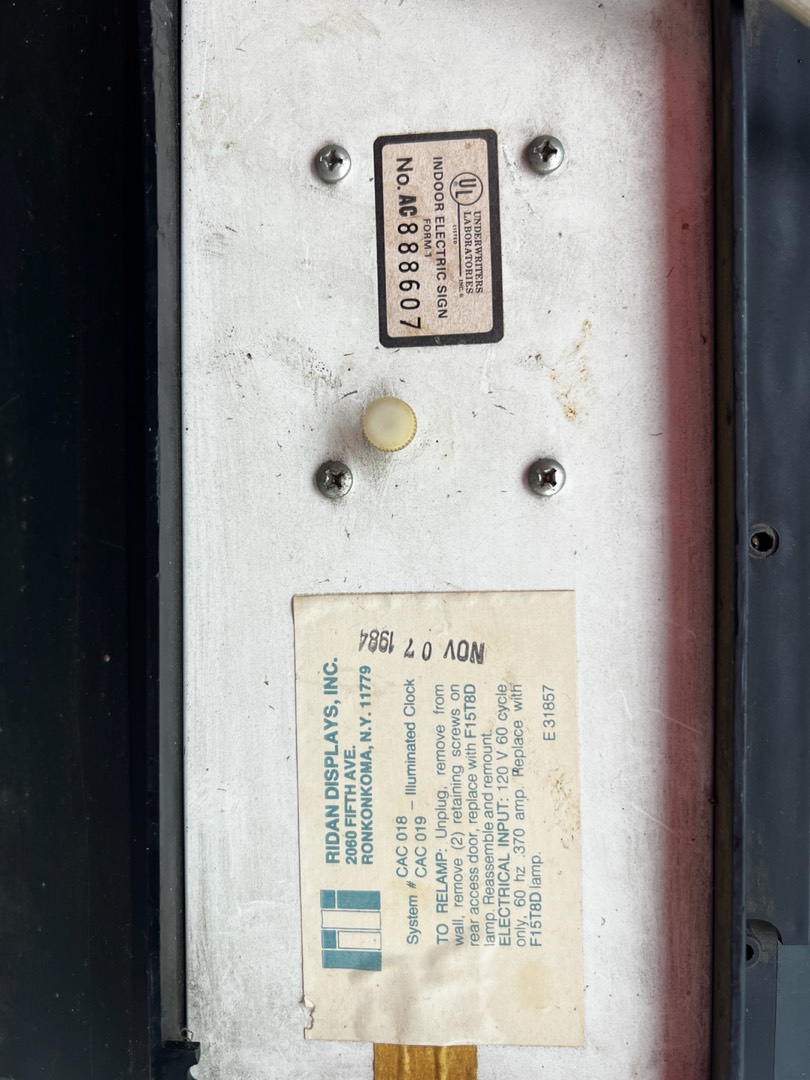 UNDERWRITERS
LABORATORIES INC.®
UL
LISTED
INDOOR ELECTRIC SIGN
FORM 1
No. AC888607
NOV 07 1984
RIDAN DISPLAYS, INC.
2060 FIFTH AVE.
RONKONKOMA, N.Y. 11779
System # CAC 018
CAC 019 – Illuminated Clock
TO RELAMP: Unplug, remove from
wall, remove (2) retaining screws on
rear access door, replace with F15T8D
lamp. Reassemble and remount.
ELECTRICAL INPUT: 120 V 60 cycle
only, 60 hz .370 amp. Replace with
F15T8D lamp.
E 31857